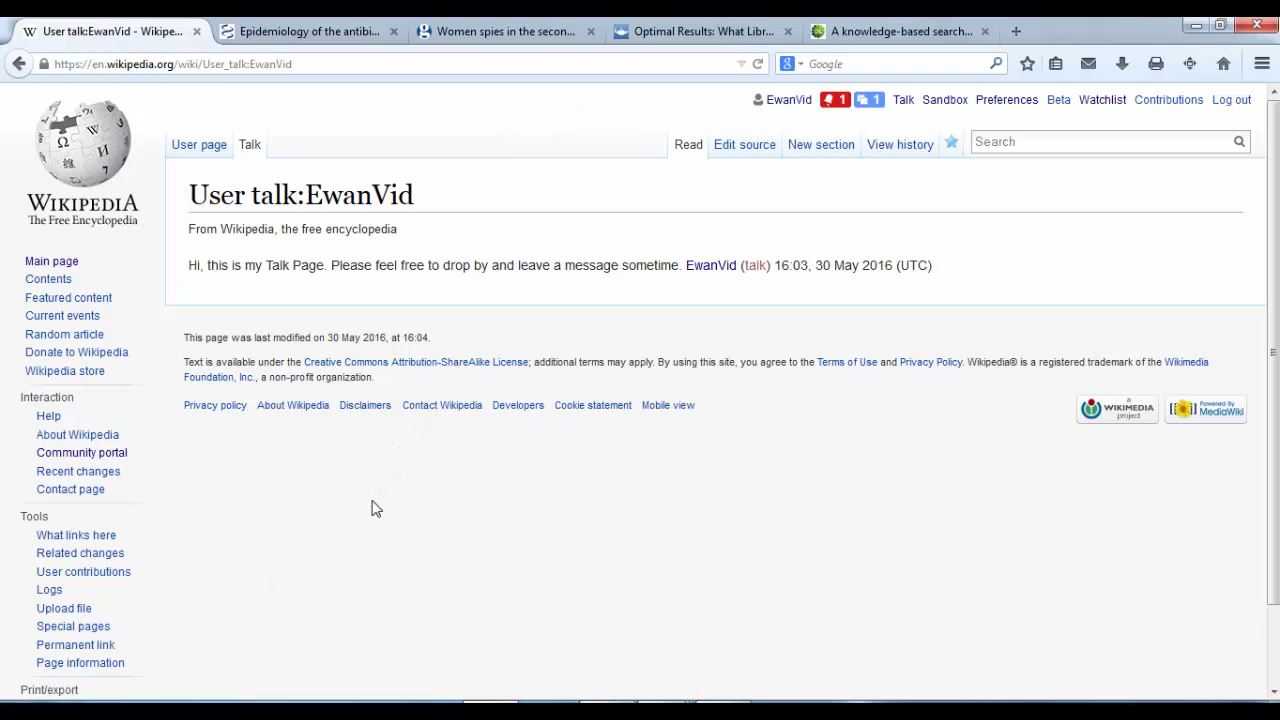 User talk:EwanVid - Wikipe...
Epidemiology of the antibi...
Women spies in the secon...
Optimal Results: What Libr...
A knowledge-based search...
https://en.wikipedia.org/wiki/User_talk:EwanVid
Google
EwanVid 1 1 Talk Sandbox Preferences Beta Watchlist Contributions Log out
User page Talk Read Edit source New section View history Search
WIKIPEDIA
The Free Encyclopedia
User talk:EwanVid
From Wikipedia, the free encyclopedia
Hi, this is my Talk Page. Please feel free to drop by and leave a message sometime. EwanVid (talk) 16:03, 30 May 2016 (UTC)
Main page
Contents
Featured content
Current events
Random article
Donate to Wikipedia
Wikipedia store
Interaction
Help
About Wikipedia
Community portal
Recent changes
Contact page
Tools
What links here
Related changes
User contributions
Logs
Upload file
Special pages
Permanent link
Page information
Print/export
This page was last modified on 30 May 2016, at 16:04.
Text is available under the Creative Commons Attribution-ShareAlike License; additional terms may apply. By using this site, you agree to the Terms of Use and Privacy Policy. Wikipedia® is a registered trademark of the Wikimedia
Foundation, Inc., a non-profit organization.
Privacy policy About Wikipedia Disclaimers Contact Wikipedia Developers Cookie statement Mobile view
A WIKIMEDIA project
Powered By MediaWiki